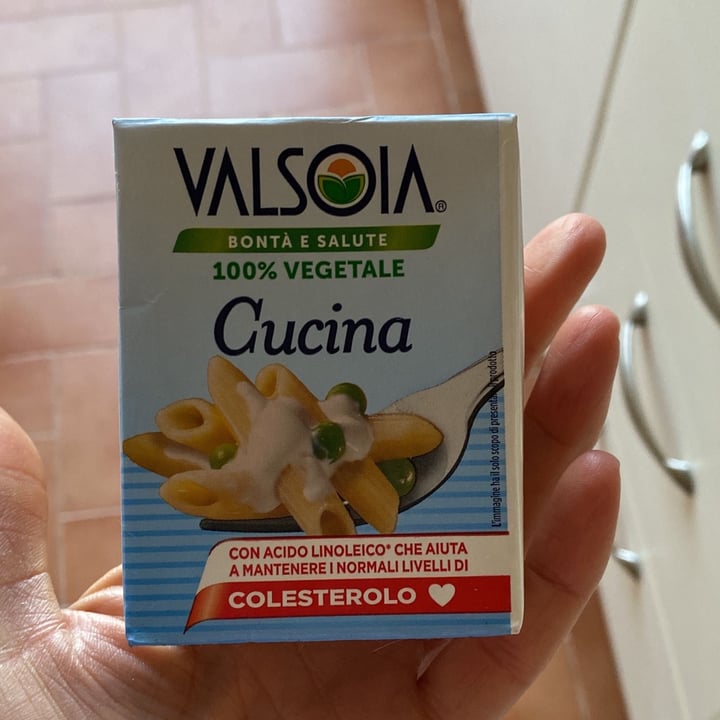 VALSOIA®
BONTÀ E SALUTE
100% VEGETALE
Cucina
L'immagine ha il solo scopo di presentare il prodotto
CON ACIDO LINOLEICO* CHE AIUTA
A MANTENERE I NORMALI LIVELLI DI
COLESTEROLO